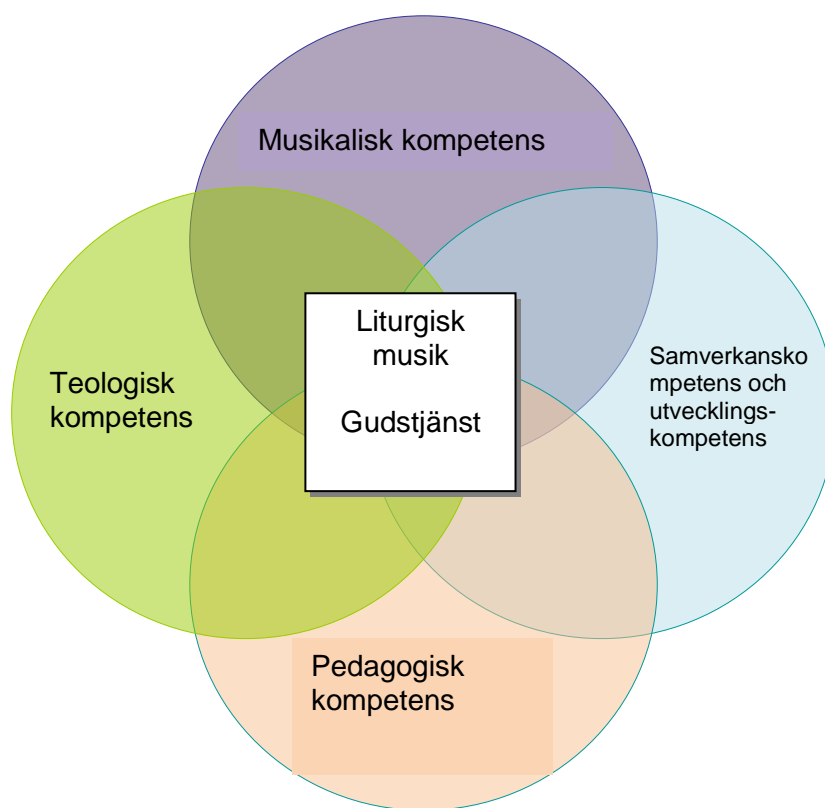 Musikalisk kompetens
Liturgisk
musik
Gudstjänst
Teologisk
kompetens
Samverkansko
mpetens och
utvecklings-
kompetens
Pedagogisk
kompetens